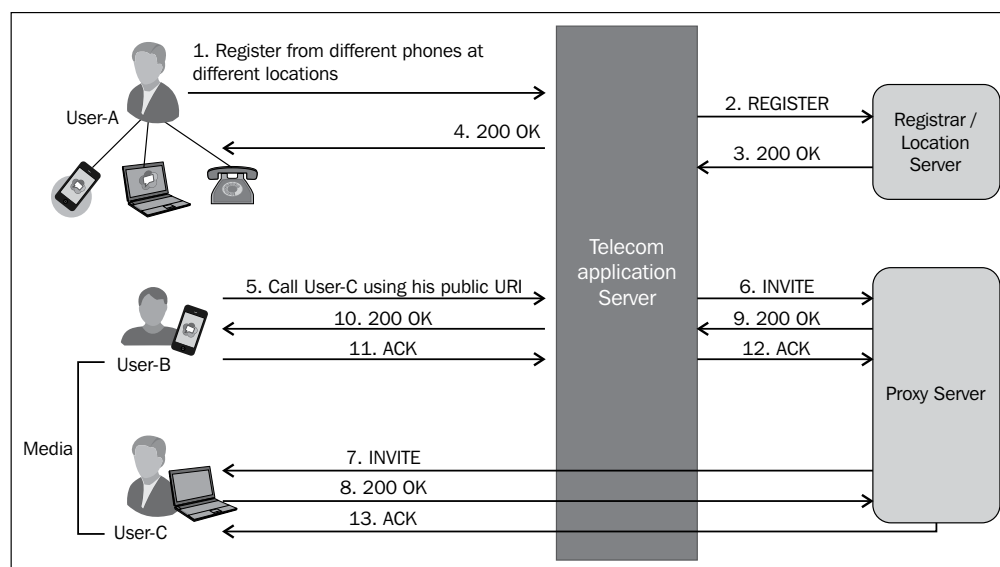 1. Register from different phones at
different locations
User-A
4. 200 OK
2. REGISTER
3. 200 OK
Registrar /
Location
Server
Telecom
application
Server
5. Call User-C using his public URI
10. 200 OK
11. ACK
User-B
6. INVITE
9. 200 OK
12. ACK
Proxy Server
Media
7. INVITE
8. 200 OK
13. ACK
User-C